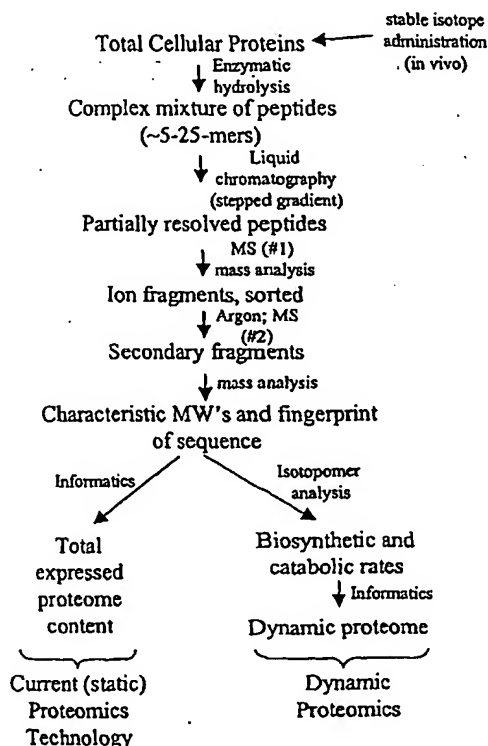 stable isotope
Total Cellular Proteins
administration
(in vivo)
Enzymatic
hydrolysis
Complex mixture of peptides
(~5-25-mers)
Liquid
chromatography
(stepped gradient)
Partially resolved peptides
MS (#1)
mass analysis
Ion fragments, sorted
Argon; MS
(#2)
Secondary fragments
mass analysis
Characteristic MW's and fingerprint
of sequence
Informatics
Isotopomer
analysis
Total
expressed
proteome
content
Biosynthetic and
catabolic rates
Informatics
Dynamic proteome
Current (static)
Proteomics
Technology
Dynamic
Proteomics